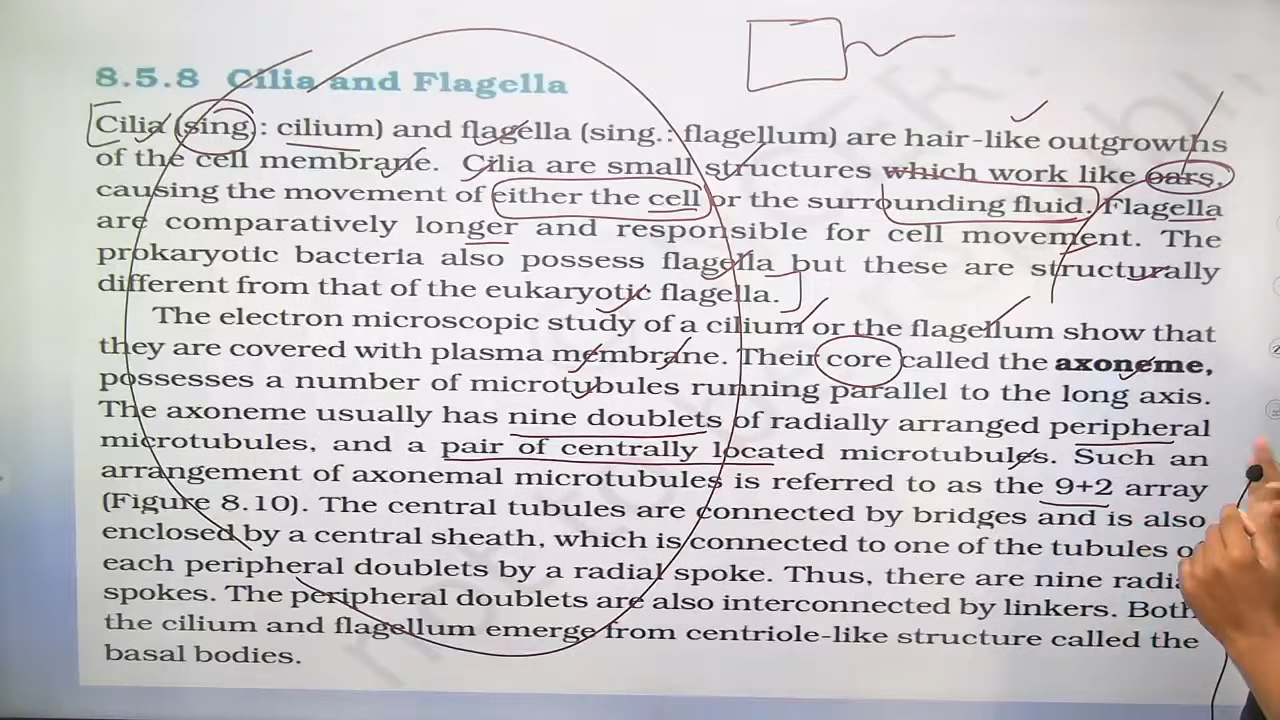 8.5.8 Cilia and Flagella
Cilia (sing: cilium) and flagella (sing.: flagellum) are hair-like outgrowths
of the cell membrane. Cilia are small structures which work like oars,
causing the movement of either the cell or the surrounding fluid. Flagella
are comparatively longer and responsible for cell movement. The
prokaryotic bacteria also possess flagella but these are structurally
different from that of the eukaryotic flagella.
The electron microscopic study of a cilium or the flagellum show that
they are covered with plasma membrane. Their core called the axoneme,
possesses a number of microtubules running parallel to the long axis.
The axoneme usually has nine doublets of radially arranged peripheral
microtubules, and a pair of centrally located microtubules. Such an
arrangement of axonemal microtubules is referred to as the 9+2 array
(Figure 8.10). The central tubules are connected by bridges and is also
enclosed by a central sheath, which is connected to one of the tubules
each peripheral doublets by a radial spoke. Thus, there are nine
spokes. The peripheral doublets are also interconnected by linkers. Both
the cilium and flagellum emerge from centriole-like structure called the
basal bodies.